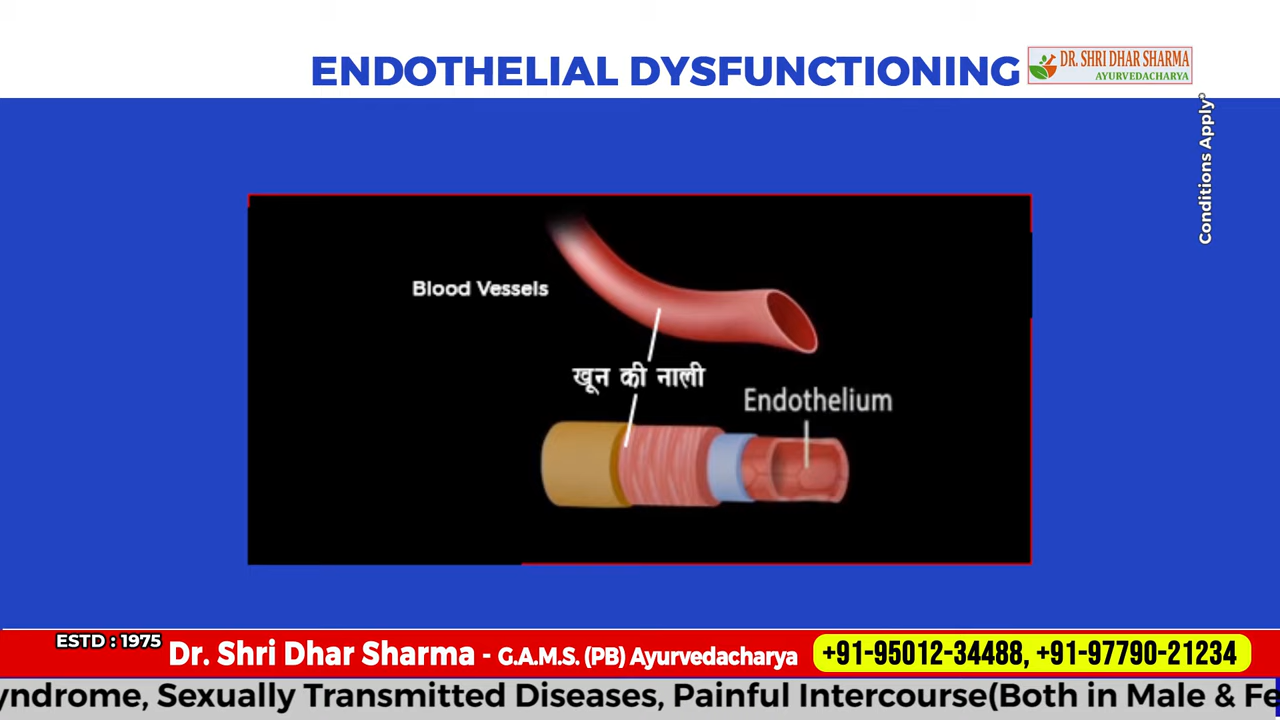 ENDOTHELIAL DYSFUNCTIONING
DR. SHRI DHAR SHARMA
AYURVEDACHARYA
Conditions Apply°
Blood Vessels
खून की नाली
Endothelium
ESTD : 1975
Dr. Shri Dhar Sharma - G.A.M.S. (PB) Ayurvedacharya
+91-95012-34488, +91-97790-21234
yndrome, Sexually Transmitted Diseases, Painful Intercourse(Both in Male & Fe